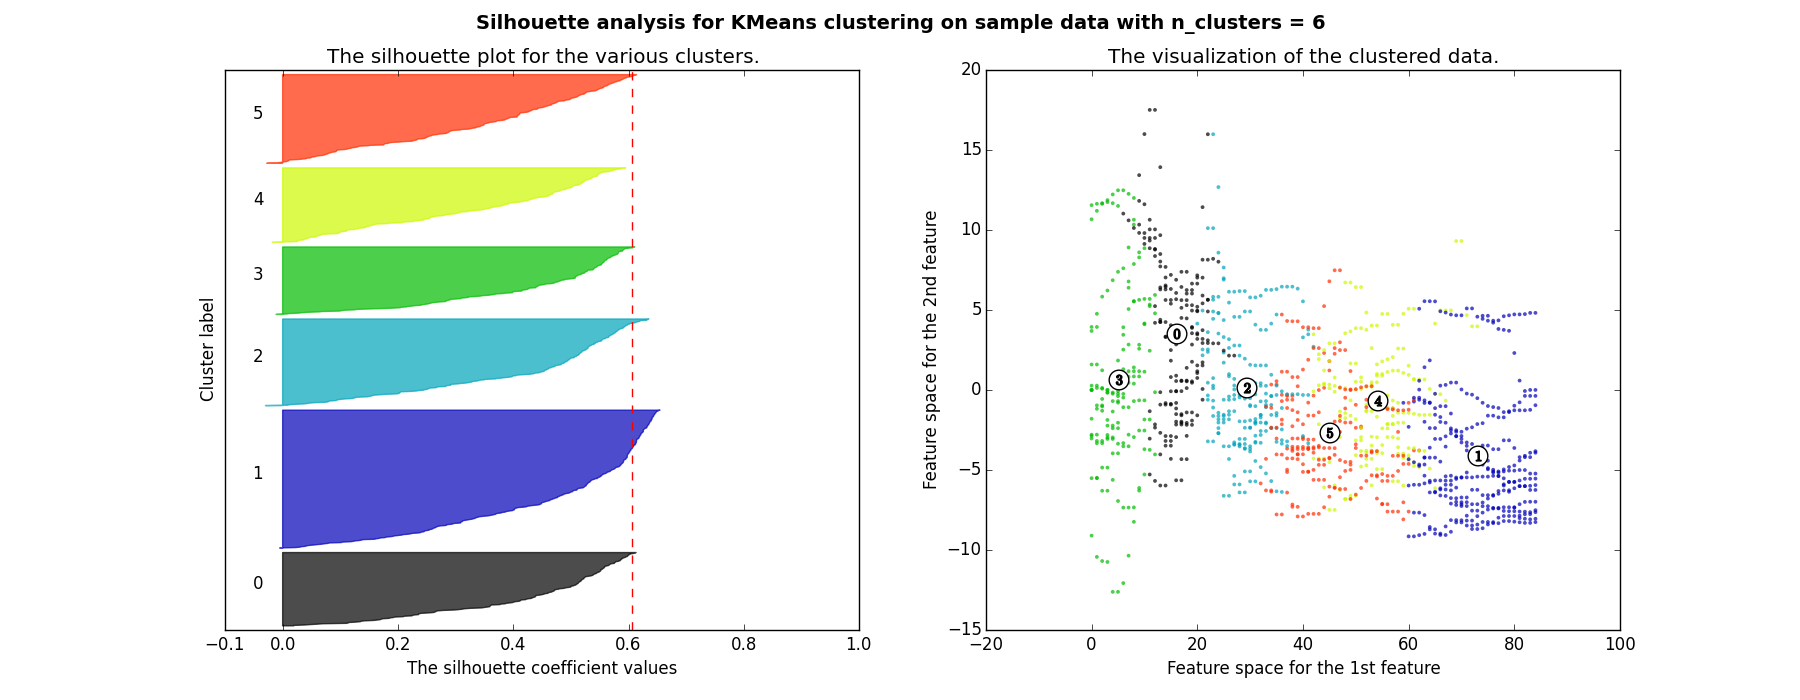 Silhouette analysis for KMeans clustering on sample data with n_clusters = 6
The silhouette plot for the various clusters.
5
4
3
2
1
0
Cluster label
−0.1 0.0 0.2 0.4 0.6 0.8 1.0
The silhouette coefficient values
The visualization of the clustered data.
20
15
10
5
0
−5
−10
−15
Feature space for the 2nd feature
0
3
2
4
5
1
−20 0 20 40 60 80 100
Feature space for the 1st feature